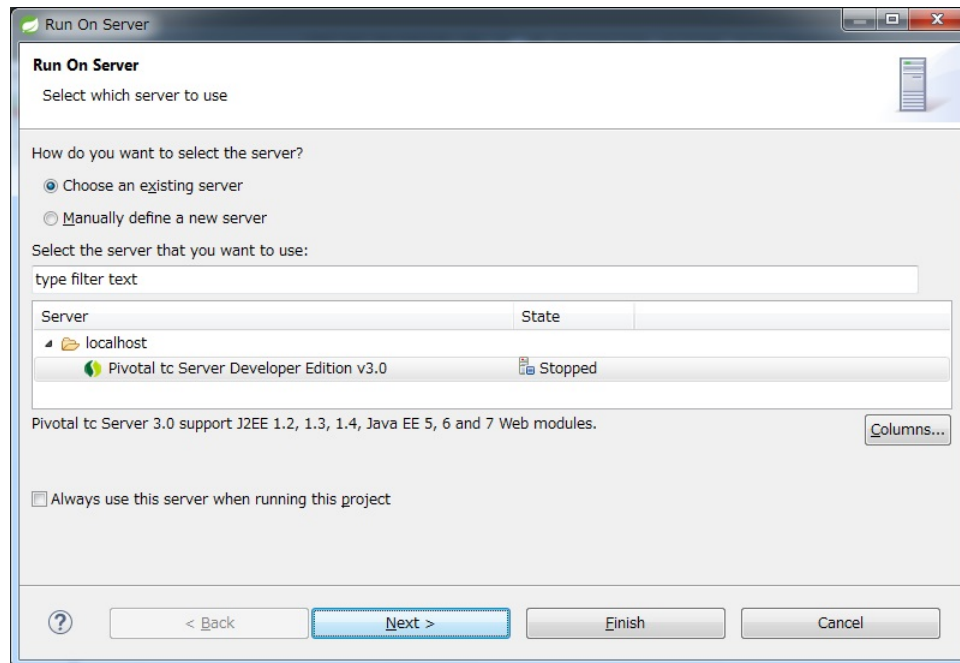 Run On Server
Run On Server
Select which server to use
How do you want to select the server?
Choose an existing server
Manually define a new server
Select the server that you want to use:
type filter text
Server State
localhost
Pivotal tc Server Developer Edition v3.0 Stopped
Pivotal tc Server 3.0 support J2EE 1.2, 1.3, 1.4, Java EE 5, 6 and 7 Web modules.
Columns...
Always use this server when running this project
? < Back Next > Finish Cancel